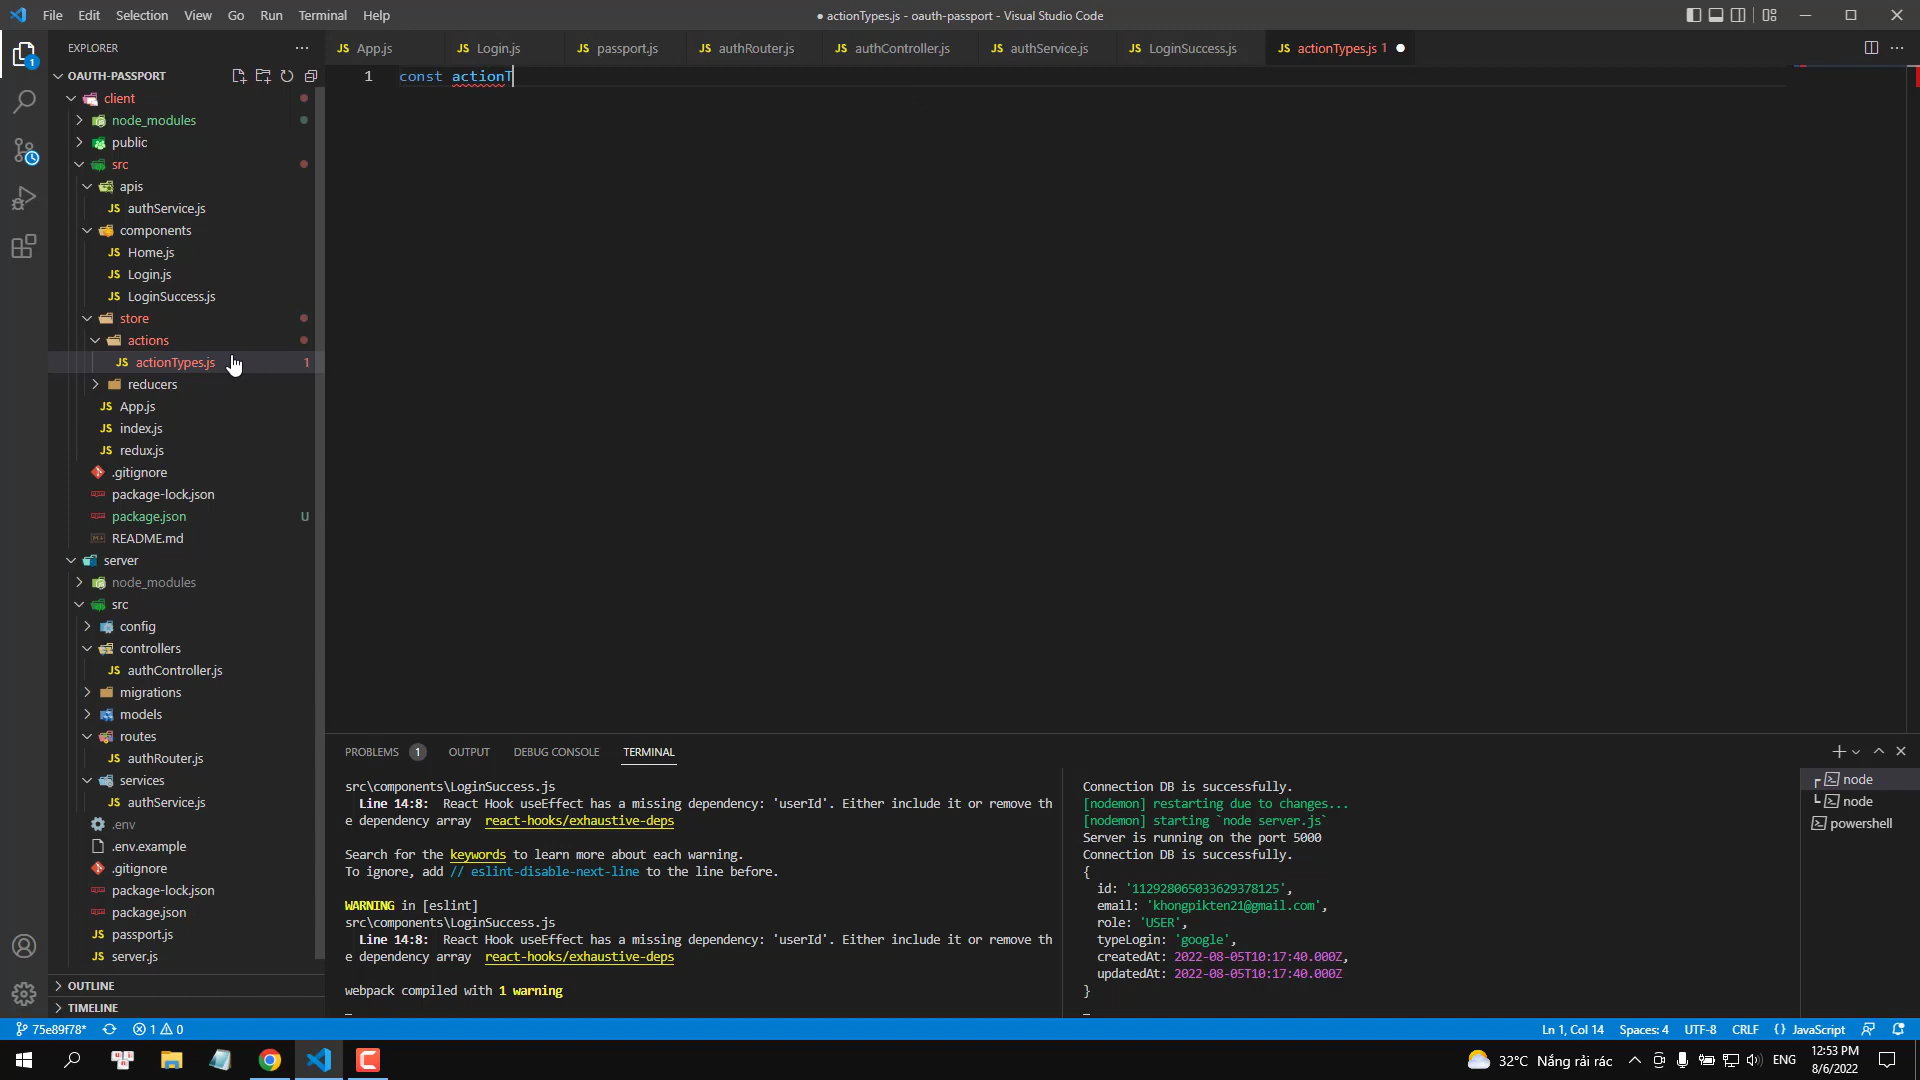 File Edit Selection View Go Run Terminal Help
● actionTypes.js - oauth-passport - Visual Studio Code
EXPLORER
App.js Login.js passport.js authRouter.js authController.js authService.js LoginSuccess.js actionTypes.js 1
OAUTH-PASSPORT
1 const actionT
client
node_modules
public
src
apis
authService.js
components
Home.js
Login.js
LoginSuccess.js
store
actions
actionTypes.js 1
reducers
App.js
index.js
redux.js
.gitignore
package-lock.json
package.json U
README.md
server
node_modules
src
config
controllers
authController.js
migrations
models
routes
authRouter.js
services
authService.js
.env
.env.example
.gitignore
package-lock.json
package.json
passport.js
server.js
OUTLINE
TIMELINE
PROBLEMS 1 OUTPUT DEBUG CONSOLE TERMINAL
src\components\LoginSuccess.js
Line 14:8: React Hook useEffect has a missing dependency: 'userId'. Either include it or remove th
e dependency array react-hooks/exhaustive-deps
Search for the keywords to learn more about each warning.
To ignore, add // eslint-disable-next-line to the line before.
WARNING in [eslint]
src\components\LoginSuccess.js
Line 14:8: React Hook useEffect has a missing dependency: 'userId'. Either include it or remove th
e dependency array react-hooks/exhaustive-deps
webpack compiled with 1 warning
Connection DB is successfully.
[nodemon] restarting due to changes...
[nodemon] starting `node server.js`
Server is running on the port 5000
Connection DB is successfully.
{
id: '112928065033629378125',
email: 'khongpikten21@gmail.com',
role: 'USER',
typeLogin: 'google',
createdAt: 2022-08-05T10:17:40.000Z,
updatedAt: 2022-08-05T10:17:40.000Z
}
node
node
powershell
75e89f78* 1 0
Ln 1, Col 14 Spaces: 4 UTF-8 CRLF {} JavaScript
32°C Nắng rải rác ENG
12:53 PM
8/6/2022